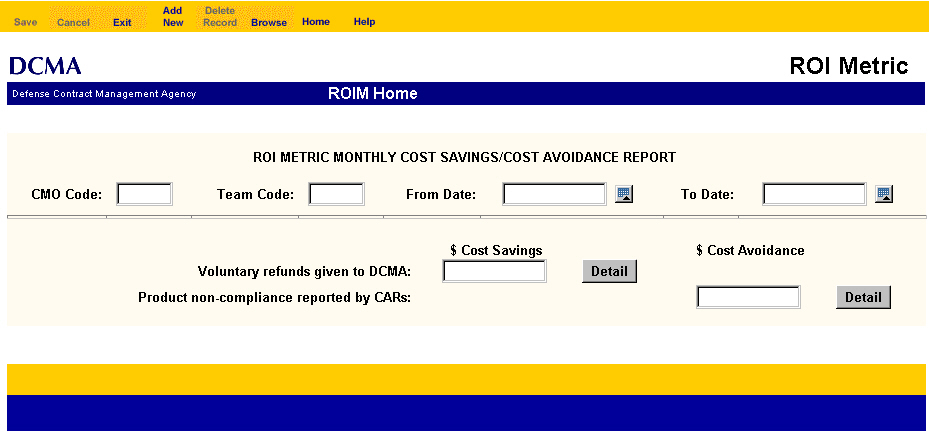 Save Cancel Exit Add New Delete Record Browse Home Help
DCMA ROI Metric
Defense Contract Management Agency ROIM Home
ROI METRIC MONTHLY COST SAVINGS/COST AVOIDANCE REPORT
CMO Code: Team Code: From Date: To Date:
$ Cost Savings $ Cost Avoidance
Voluntary refunds given to DCMA: Detail
Product non-compliance reported by CARs: Detail